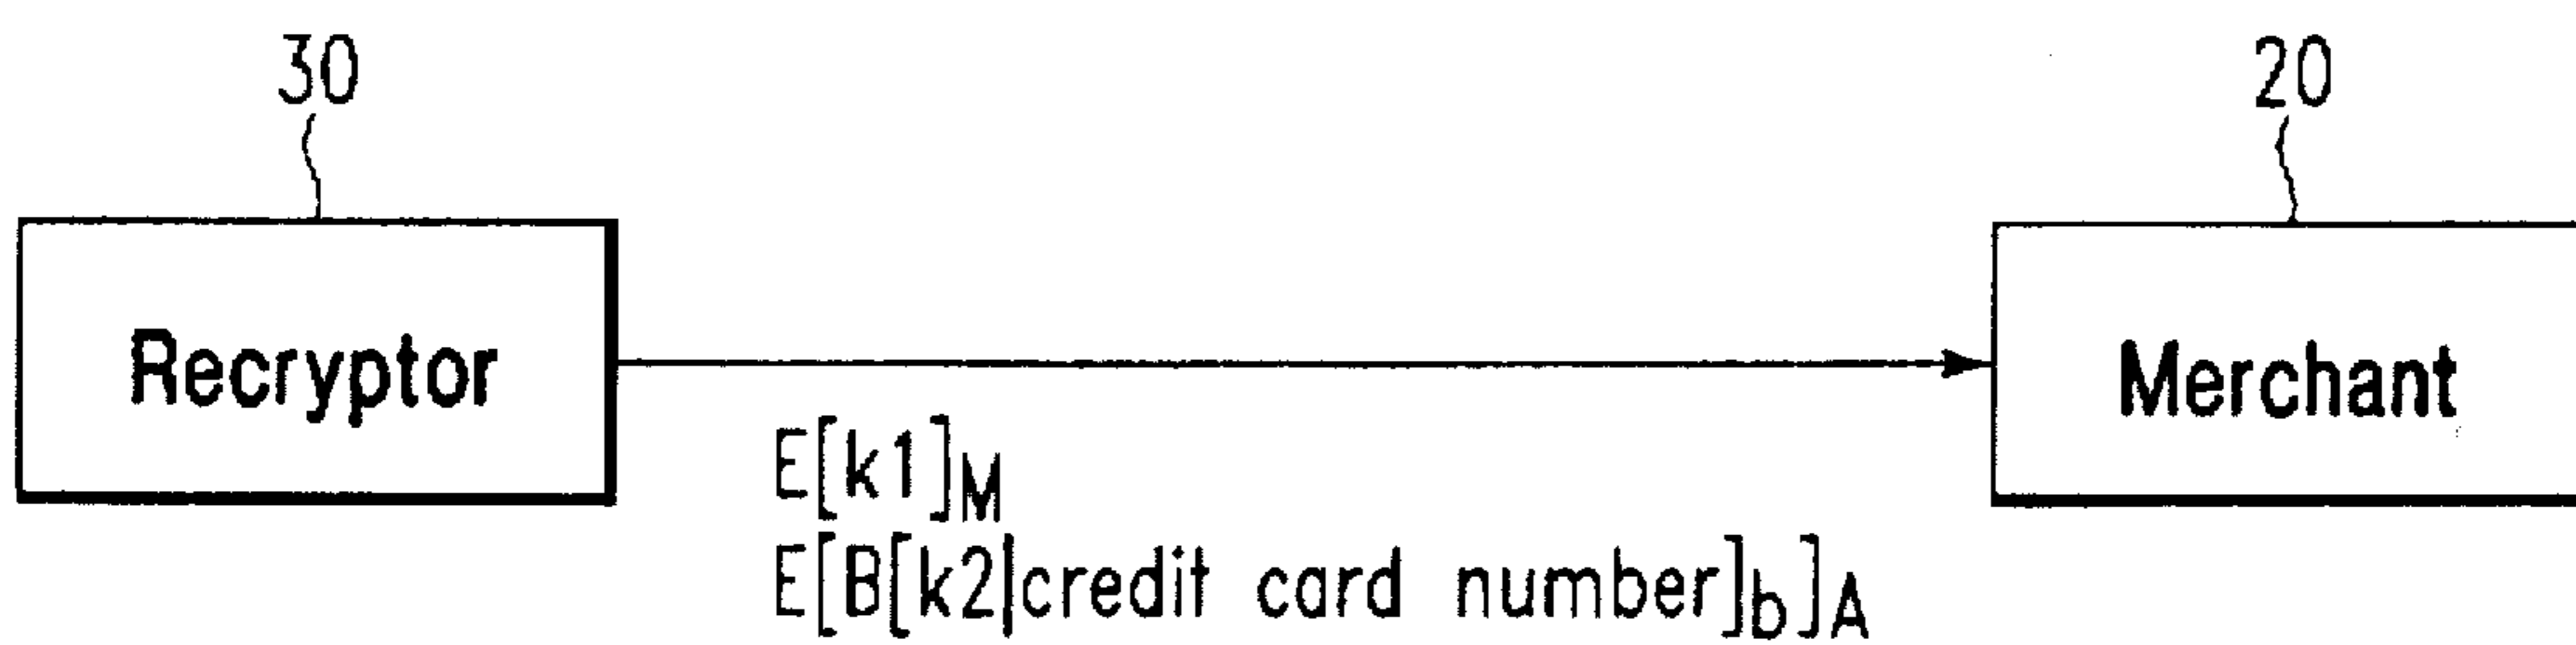 30
20
Recryptor
Merchant
E[k1]M
E[B[k2|credit card number]b]A